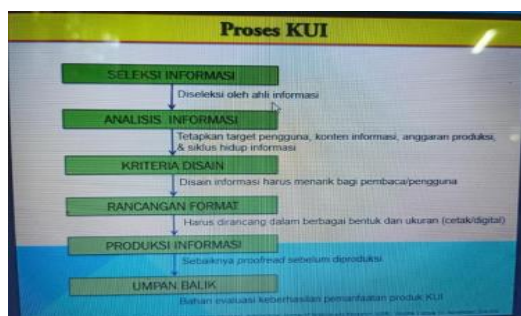 Proses KUI
SELEKSI INFORMASI
Diseleksi oleh ahli informasi
ANALISIS INFORMASI
Tetapkan target pengguna, konten informasi, anggaran produksi,
& siklus hidup informasi
KRITERIA DISAIN
Disain informasi harus menarik bagi pembaca/pengguna
RANCANGAN FORMAT
Harus dirancang dalam berbagai bentuk dan ukuran (cetak/digital)
PRODUKSI INFORMASI
Sebaiknya proofread sebelum diproduksi
UMPAN BALIK
Bahan evaluasi keberhasilan pemanfaatan produk KUI